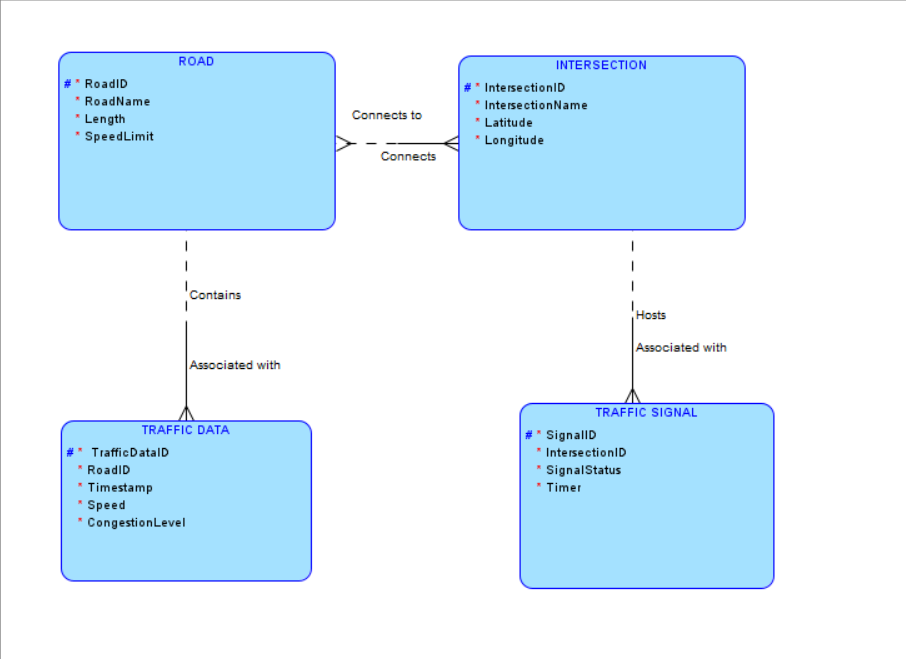 ROAD
# * RoadID
* RoadName
* Length
* SpeedLimit
Connects to
Connects
INTERSECTION
# * IntersectionID
* IntersectionName
* Latitude
* Longitude
Contains
Associated with
Hosts
Associated with
TRAFFIC DATA
# * TrafficDataID
* RoadID
* Timestamp
* Speed
* CongestionLevel
TRAFFIC SIGNAL
# * SignalID
* IntersectionID
* SignalStatus
* Timer